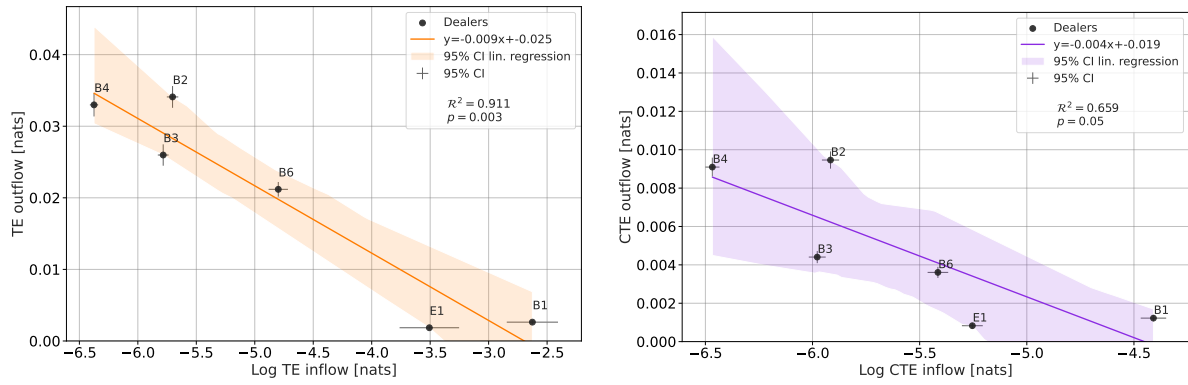 Dealers
y=-0.009x+-0.025
95% CI lin. regression
95% CI
R² = 0.911
p = 0.003
B4
B2
B3
B6
E1
B1
0.04
0.03
0.02
0.01
0.00
TE outflow [nats]
−6.5 −6.0 −5.5 −5.0 −4.5 −4.0 −3.5 −3.0 −2.5
Log TE inflow [nats]
Dealers
y=-0.004x+-0.019
95% CI lin. regression
95% CI
R² = 0.659
p = 0.05
B4
B2
B3
B6
E1
B1
0.016
0.014
0.012
0.010
0.008
0.006
0.004
0.002
0.000
CTE outflow [nats]
−6.5 −6.0 −5.5 −5.0 −4.5
Log CTE inflow [nats]